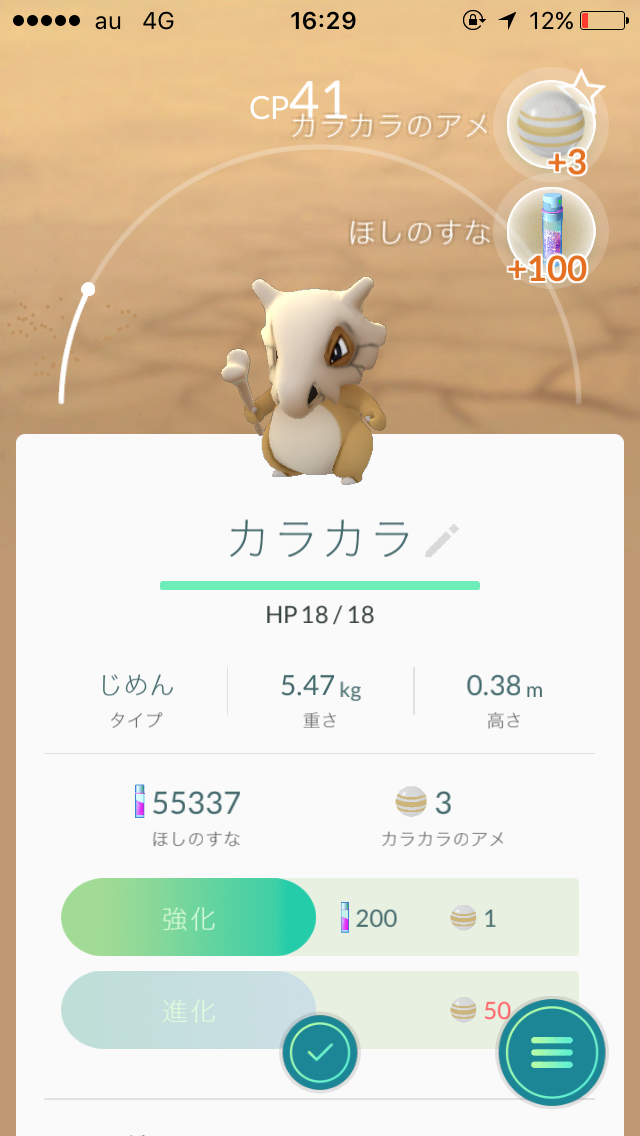 au 4G 16:29 12%
CP41
カラカラのアメ
+3
ほしのすな
+100
カラカラ
HP 18 / 18
じめん 5.47 kg 0.38 m
タイプ 重さ 高さ
55337 3
ほしのすな カラカラのアメ
強化 200 1
進化 50